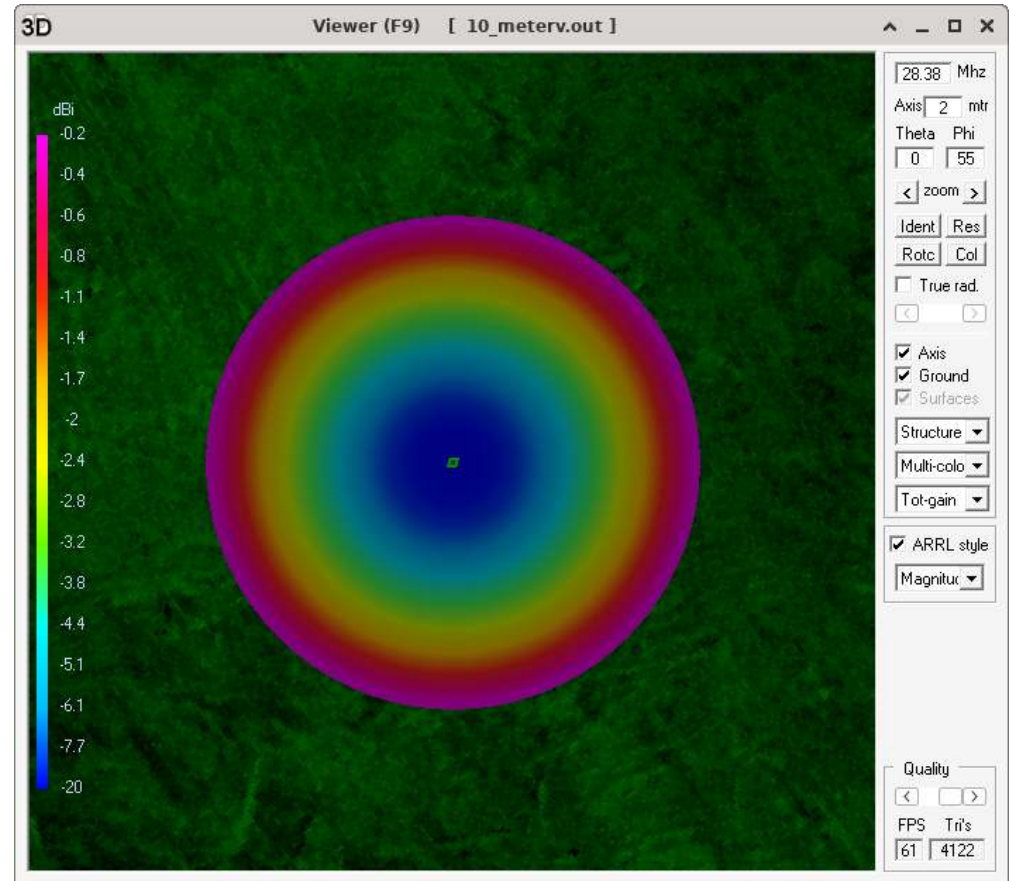 3D Viewer (F9) [ 10_meterv.out ]
dBi
-0.2
-0.4
-0.6
-0.8
-1.1
-1.4
-1.7
-2
-2.4
-2.8
-3.2
-3.8
-4.4
-5.1
-6.1
-7.7
-20
28.38 Mhz
Axis 2 mtr
Theta Phi
0 55
< zoom >
Ident Res
Rotc Col
True rad.
Axis
Ground
Surfaces
Structure
Multi-colo
Tot-gain
ARRL style
Magnituc
Quality
FPS Tri's
61 4122